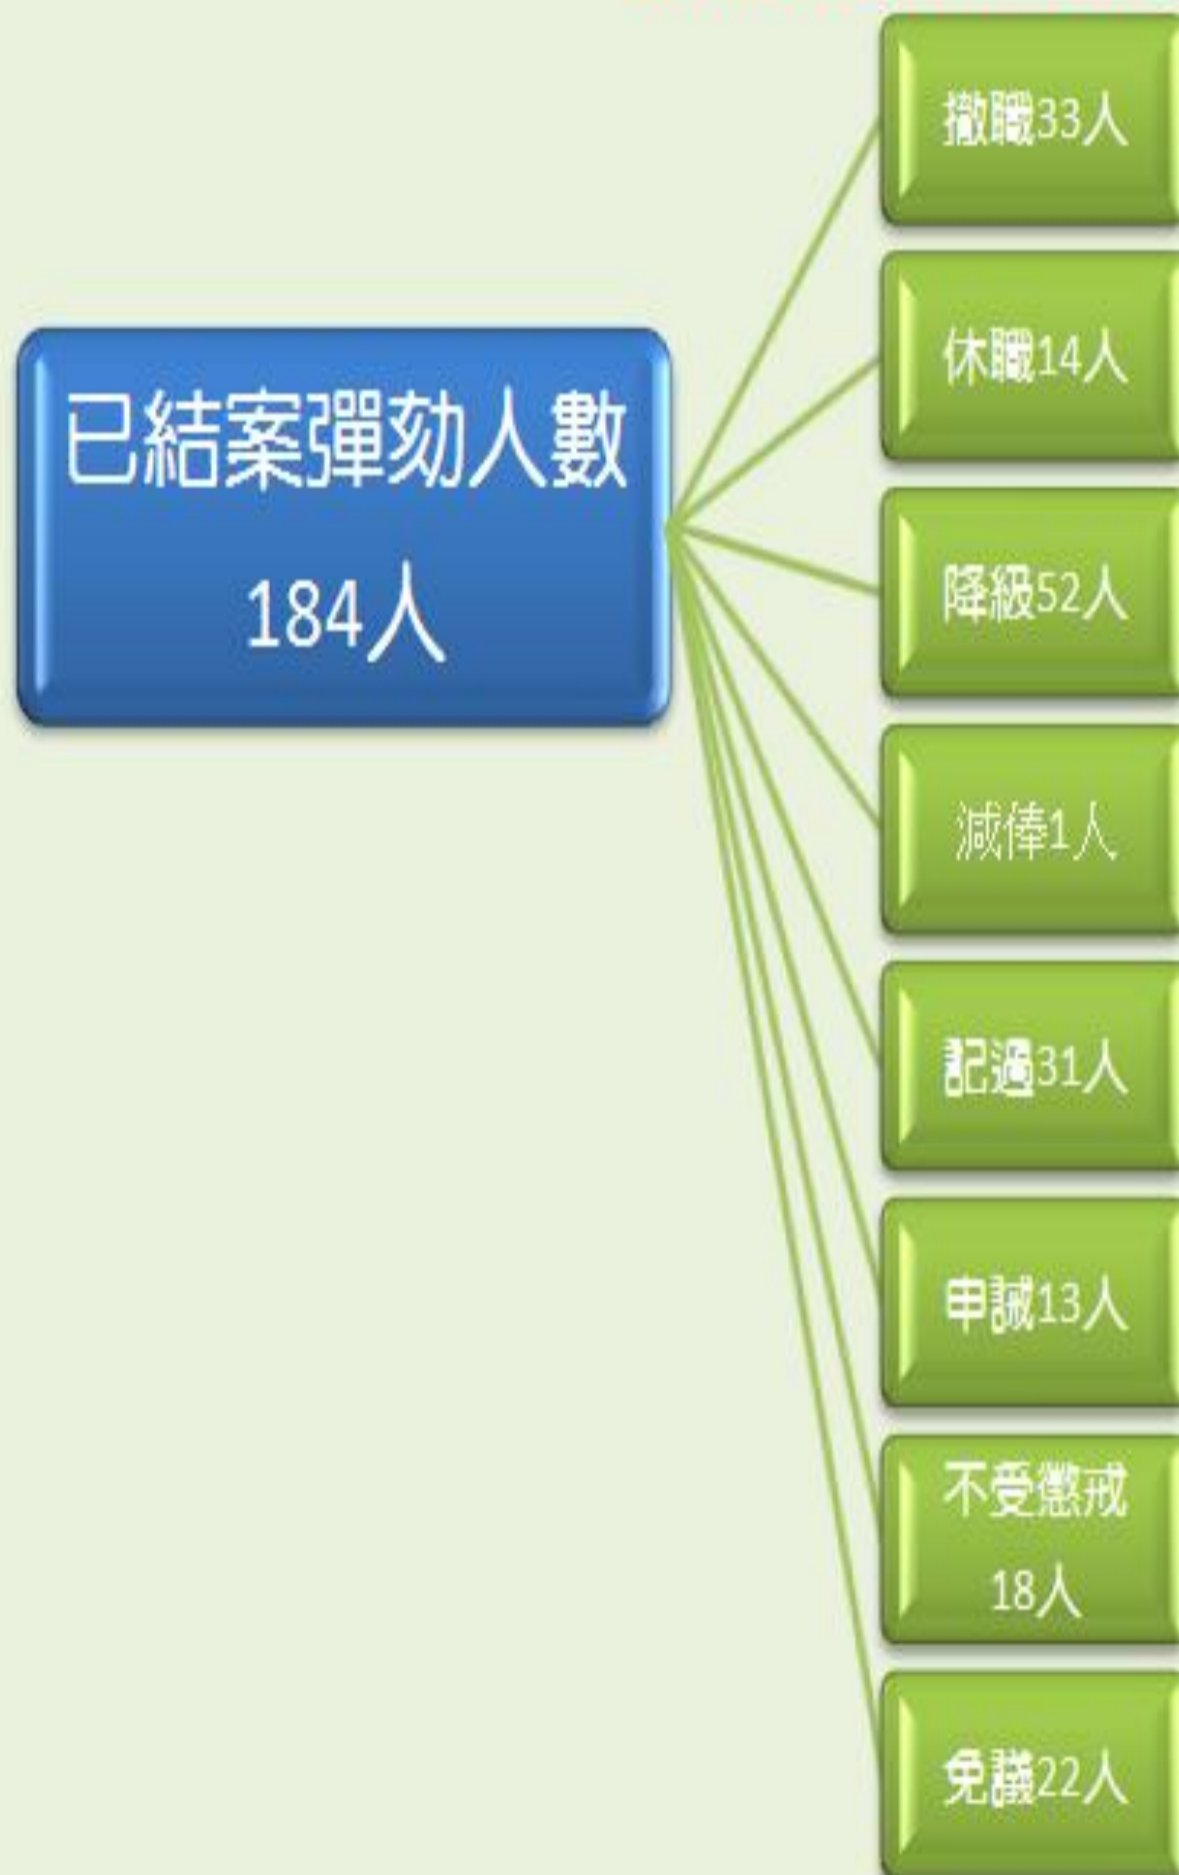 已結案彈劾人數
184人
撤職33人
休職14人
降級52人
減俸1人
記過31人
申誡13人
不受懲戒
18人
免議22人